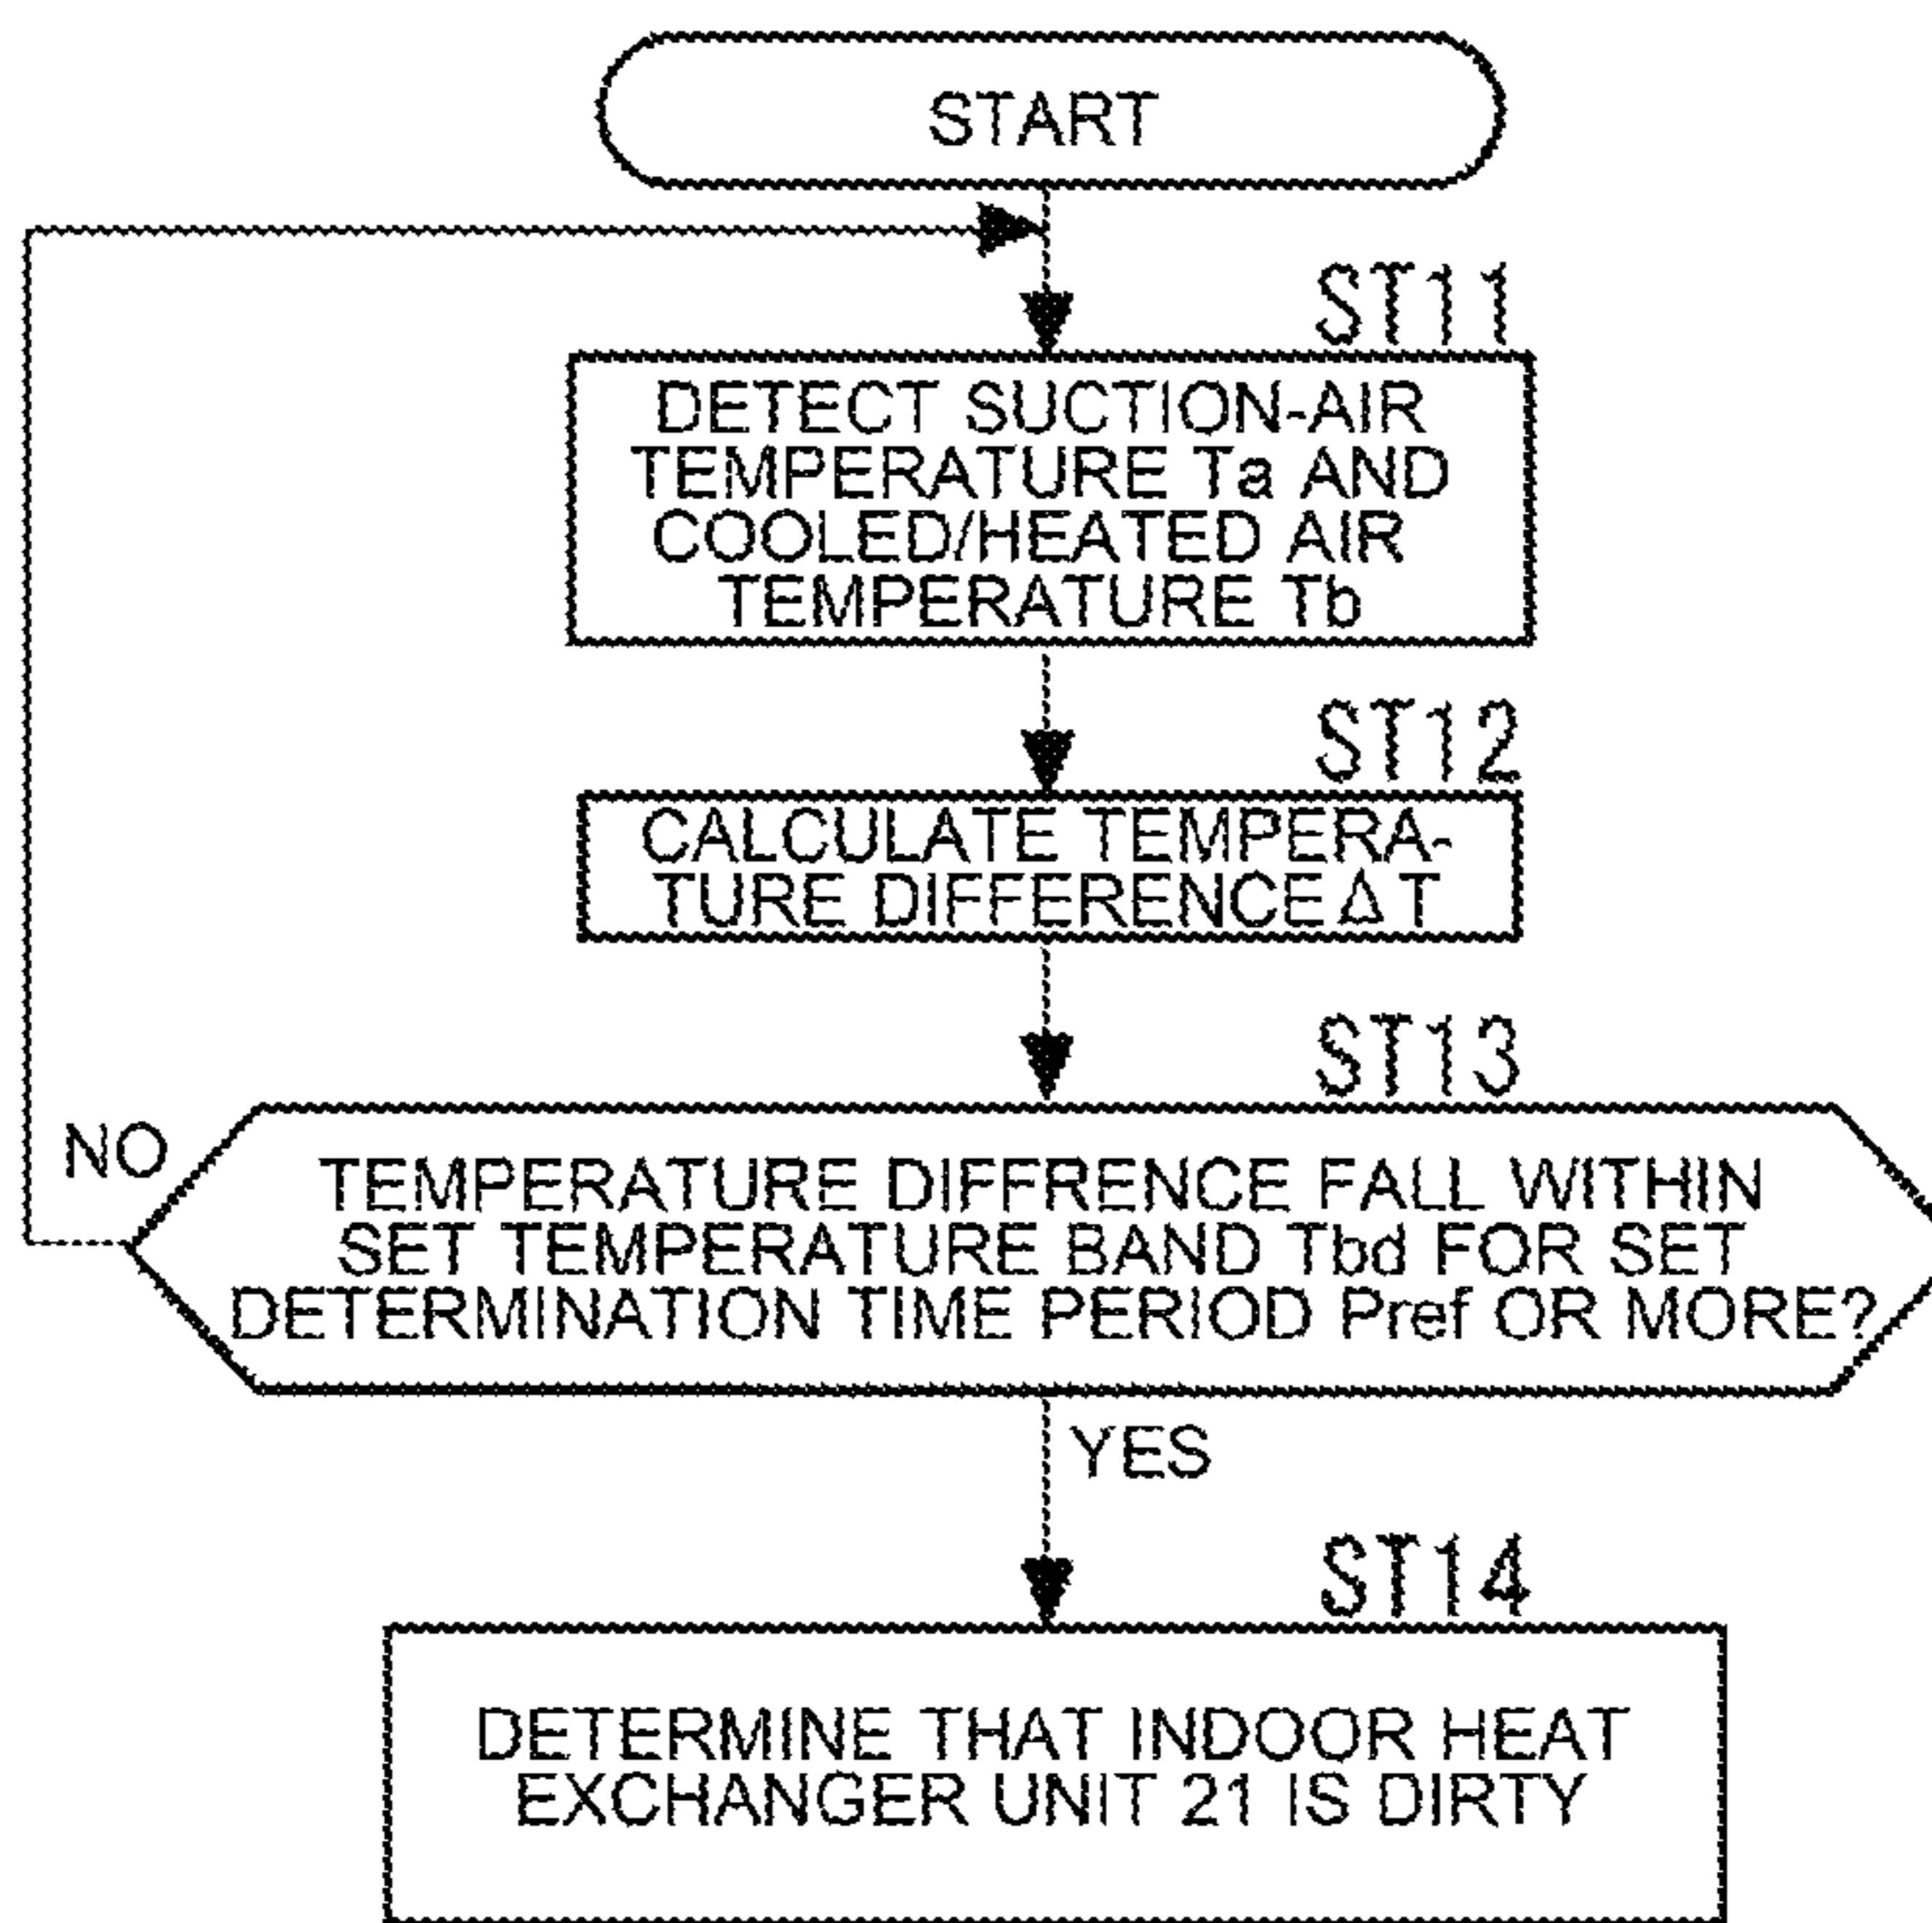 START
ST11
DETECT SUCTION-AIR
TEMPERATURE Ta AND
COOLED/HEATED AIR
TEMPERATURE Tb
ST12
CALCULATE TEMPERA-
TURE DIFFERENCE Δ T
ST13
NO
TEMPERATURE DIFFRENCE FALL WITHIN
SET TEMPERATURE BAND Tbd FOR SET
DETERMINATION TIME PERIOD Pref OR MORE?
YES
ST14
DETERMINE THAT INDOOR HEAT
EXCHANGER UNIT 21 IS DIRTY